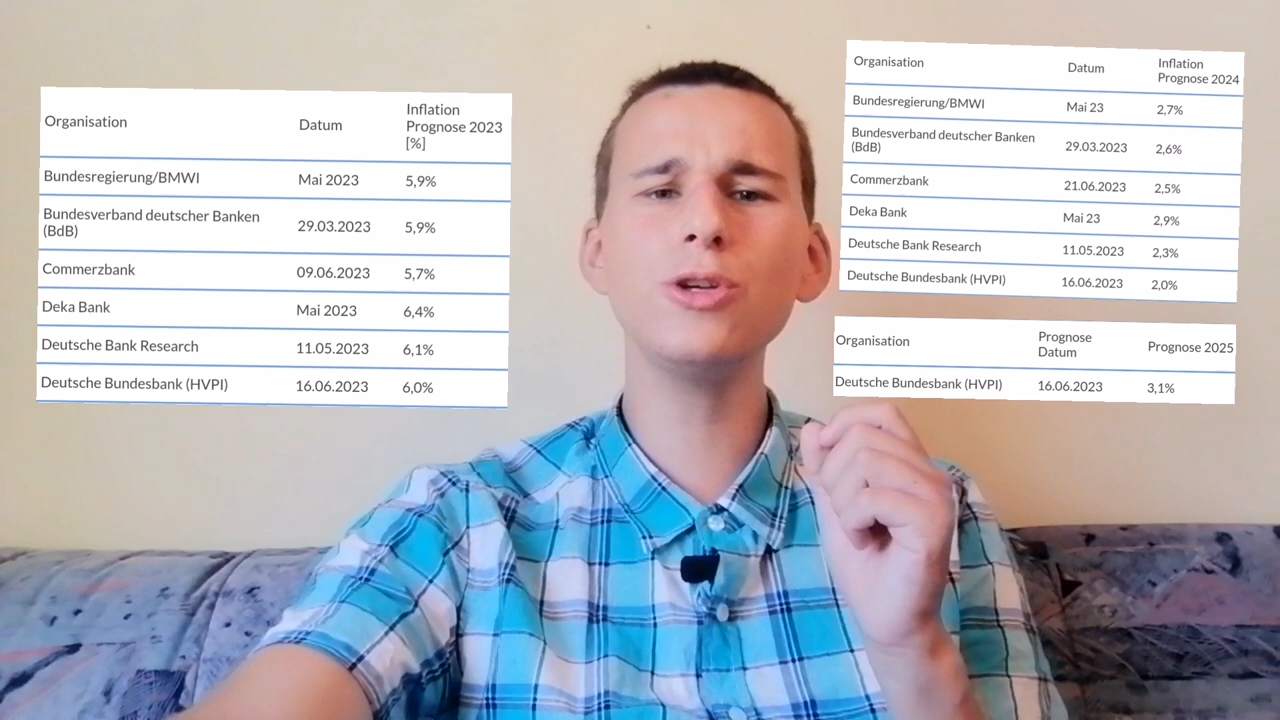 Organisation Datum Inflation
Prognose 2023
[%]
Bundesregierung/BMWI Mai 2023 5,9%
Bundesverband deutscher Banken
(BdB) 29.03.2023 5,9%
Commerzbank 09.06.2023 5,7%
Deka Bank Mai 2023 6,4%
Deutsche Bank Research 11.05.2023 6,1%
Deutsche Bundesbank (HVPI) 16.06.2023 6,0%
Organisation Datum Inflation
Prognose 2024
Bundesregierung/BMWI Mai 23 2,7%
Bundesverband deutscher Banken
(BdB) 29.03.2023 2,6%
Commerzbank 21.06.2023 2,5%
Deka Bank Mai 23 2,9%
Deutsche Bank Research 11.05.2023 2,3%
Deutsche Bundesbank (HVPI) 16.06.2023 2,0%
Organisation Prognose
Datum Prognose 2025
Deutsche Bundesbank (HVPI) 16.06.2023 3,1%